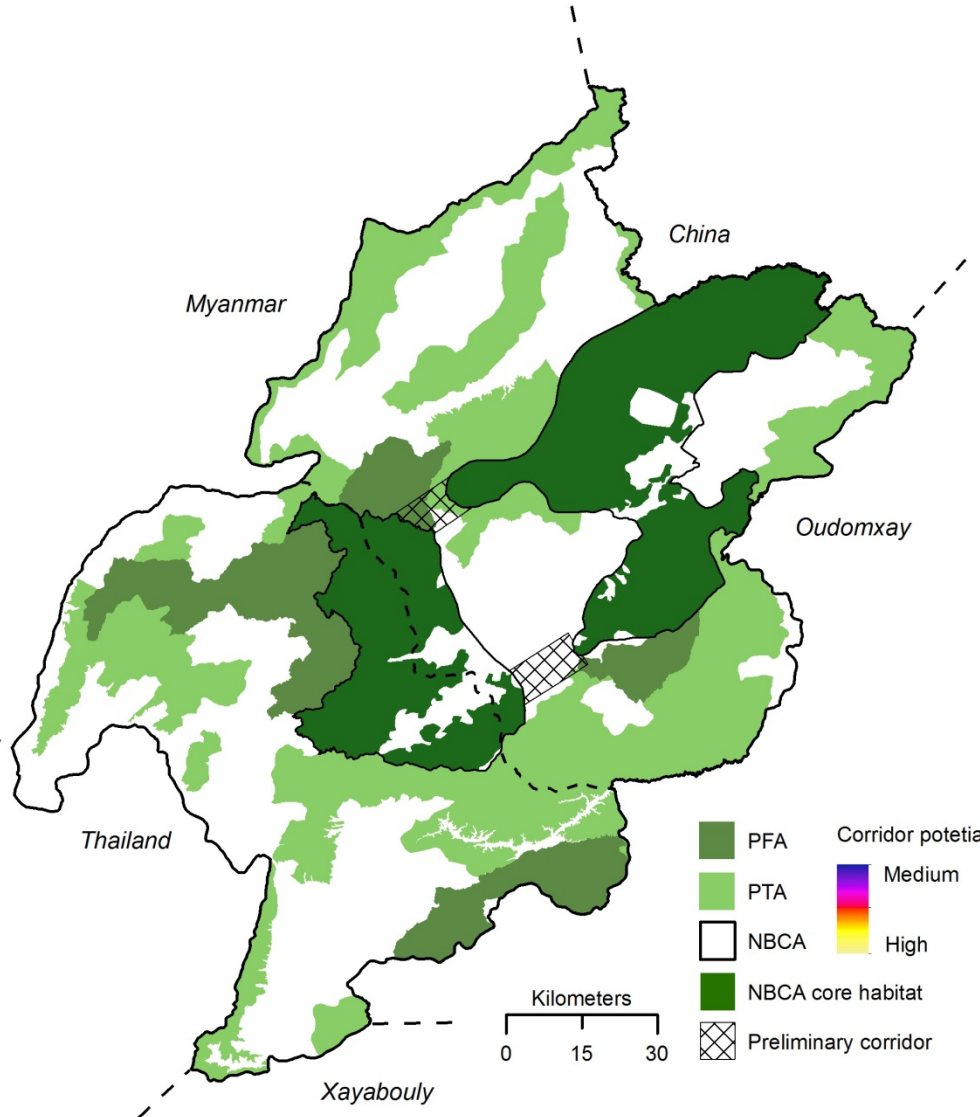 China
Myanmar
Oudomxay
Thailand
Xayabouly
PFA
PTA
NBCA
NBCA core habitat
Preliminary corridor
Corridor potetia
Medium
High
Kilometers
0 15 30